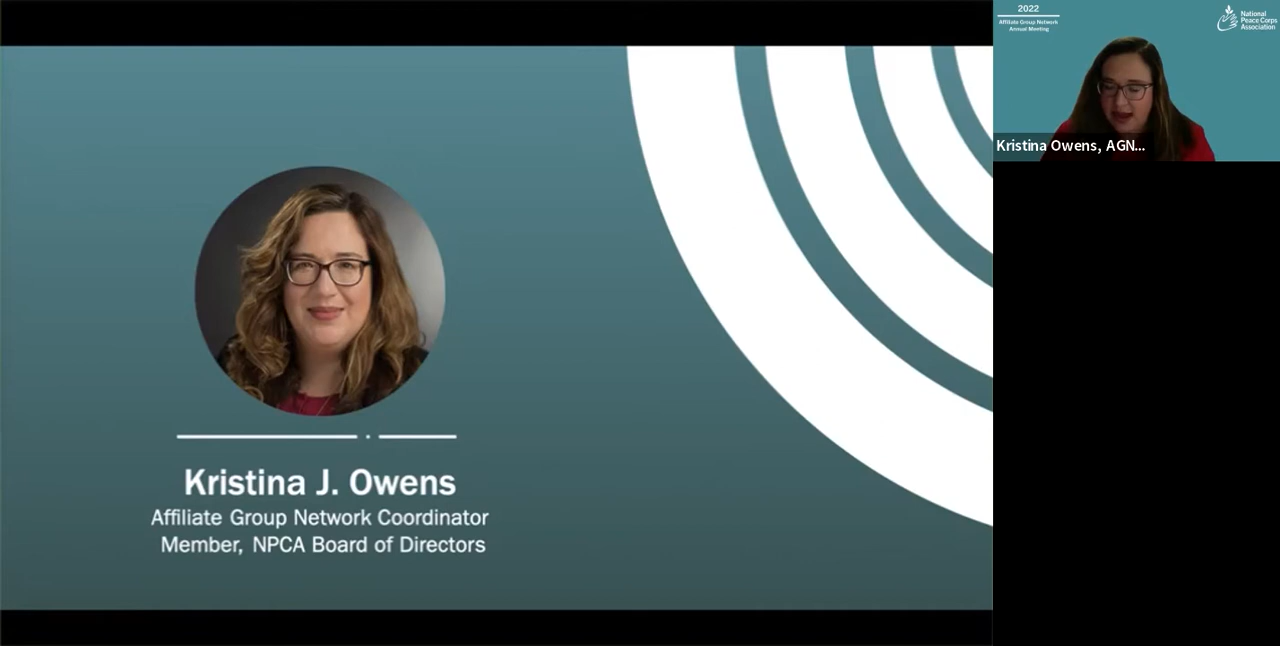 Kristina J. Owens
Affiliate Group Network Coordinator
Member, NPCA Board of Directors
2022
Affiliate Group Network
Annual Meeting
National
Peace Corps
Association
Kristina Owens, AGN...